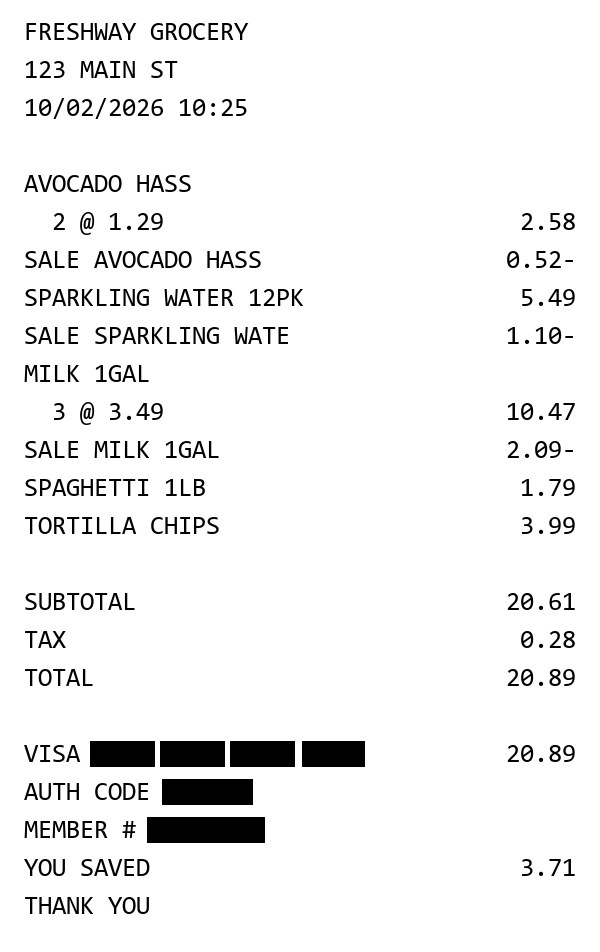 FRESHWAY GROCERY
123 MAIN ST
10/02/2026 10:25
AVOCADO HASS
2 @ 1.29 2.58
SALE AVOCADO HASS 0.52-
SPARKLING WATER 12PK 5.49
SALE SPARKLING WATE 1.10-
MILK 1GAL
3 @ 3.49 10.47
SALE MILK 1GAL 2.09-
SPAGHETTI 1LB 1.79
TORTILLA CHIPS 3.99
SUBTOTAL 20.61
TAX 0.28
TOTAL 20.89
VISA 20.89
AUTH CODE
MEMBER #
YOU SAVED 3.71
THANK YOU